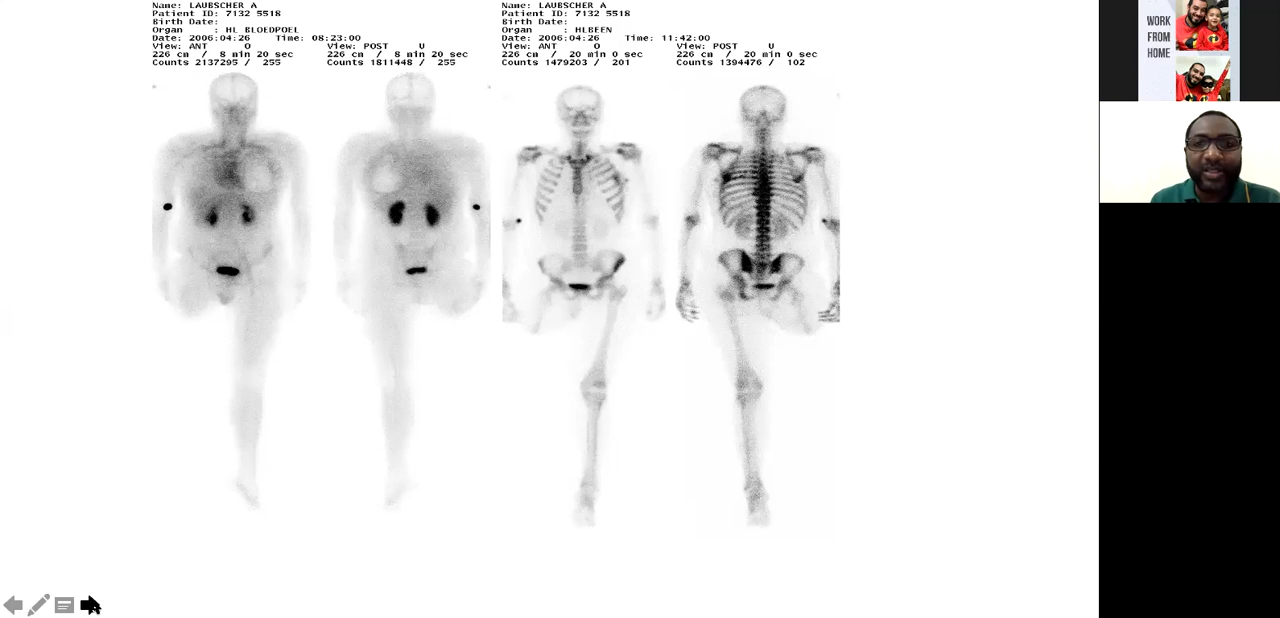 Name: LAUBSCHER A
Patient ID: 7132 5518
Birth Date:
Organ : HL BLOEDPOEL
Date: 2006:04:26 Time: 08:23:00
View: ANT O View: POST U
226 cm / 8 min 20 sec 226 cm / 8 min 20 sec
Counts 2137295 / 255 Counts 1811448 / 255
Name: LAUBSCHER A
Patient ID: 7132 5518
Birth Date:
Organ : HLBEEN
Date: 2006:04:26 Time: 11:42:00
View: ANT O View: POST U
226 cm / 20 min 0 sec 226 cm / 20 min 0 sec
Counts 1479203 / 201 Counts 1394476 / 102
WORK
FROM
HOME